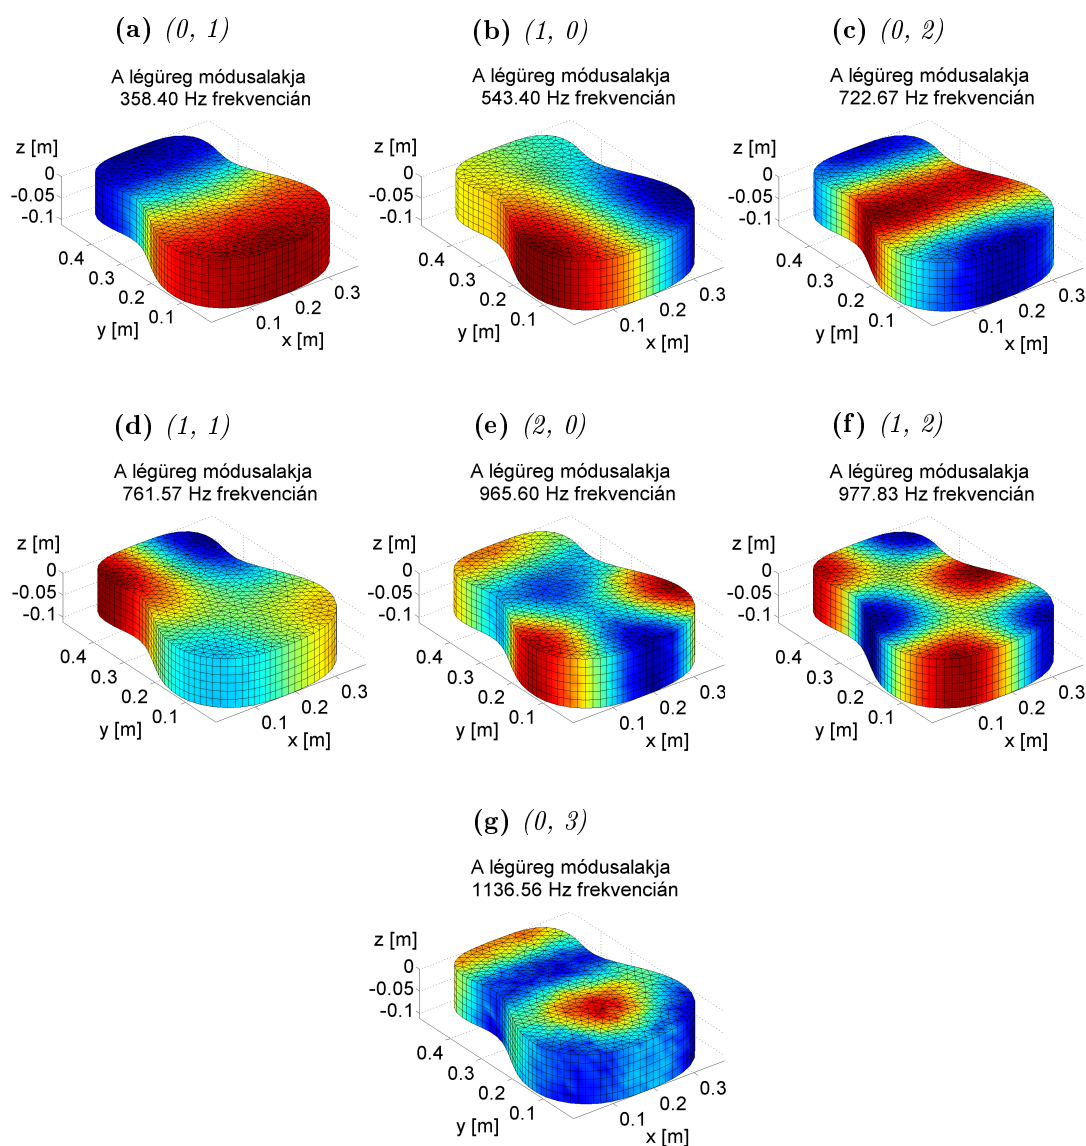 (a) (0, 1)
A légüreg módusalakja
358.40 Hz frekvencián
z [m]
0
-0.05
-0.1
0.4
0.3
0.2
0.1
y [m]
0.1
0.2
0.3
x [m]
(b) (1, 0)
A légüreg módusalakja
543.40 Hz frekvencián
z [m]
0
-0.05
-0.1
0.4
0.3
0.2
0.1
y [m]
0.1
0.2
0.3
x [m]
(c) (0, 2)
A légüreg módusalakja
722.67 Hz frekvencián
z [m]
0
-0.05
-0.1
0.4
0.3
0.2
0.1
y [m]
0.1
0.2
0.3
x [m]
(d) (1, 1)
A légüreg módusalakja
761.57 Hz frekvencián
z [m]
0
-0.05
-0.1
0.4
0.3
0.2
0.1
y [m]
0.1
0.2
0.3
x [m]
(e) (2, 0)
A légüreg módusalakja
965.60 Hz frekvencián
z [m]
0
-0.05
-0.1
0.4
0.3
0.2
0.1
y [m]
0.1
0.2
0.3
x [m]
(f) (1, 2)
A légüreg módusalakja
977.83 Hz frekvencián
z [m]
0
-0.05
-0.1
0.4
0.3
0.2
0.1
y [m]
0.1
0.2
0.3
x [m]
(g) (0, 3)
A légüreg módusalakja
1136.56 Hz frekvencián
z [m]
0
-0.05
-0.1
0.4
0.3
0.2
0.1
y [m]
0.1
0.2
0.3
x [m]